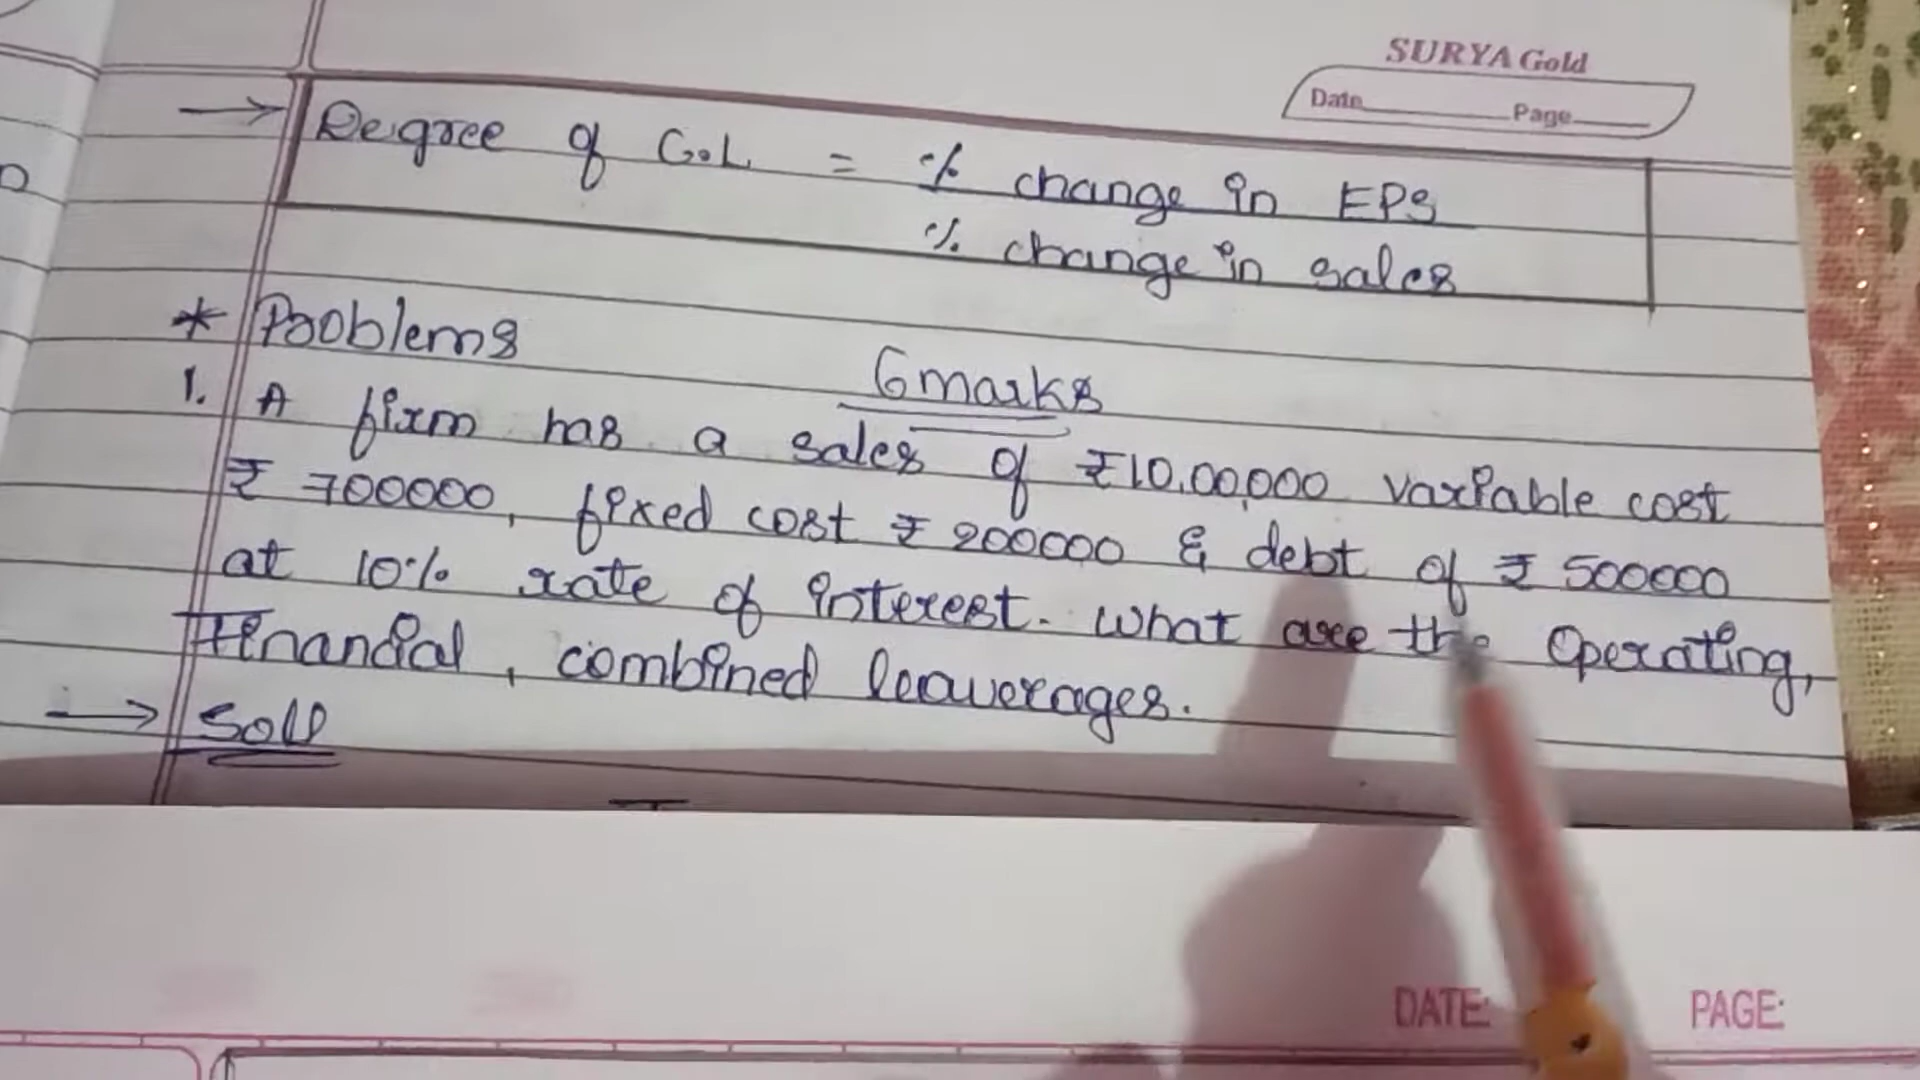 SURYA Gold
Date Page
→ Degree of C.L. = % change in EPS
% change in sales
* Problems
6 marks
1. A firm has a sales of ₹10,00,000 variable cost
₹ 700000, fixed cost ₹ 200000 & debt of ₹ 500000
at 10% rate of interest. What are the Operating,
Financial, combined leaverages.
→ Soll
DATE: PAGE: